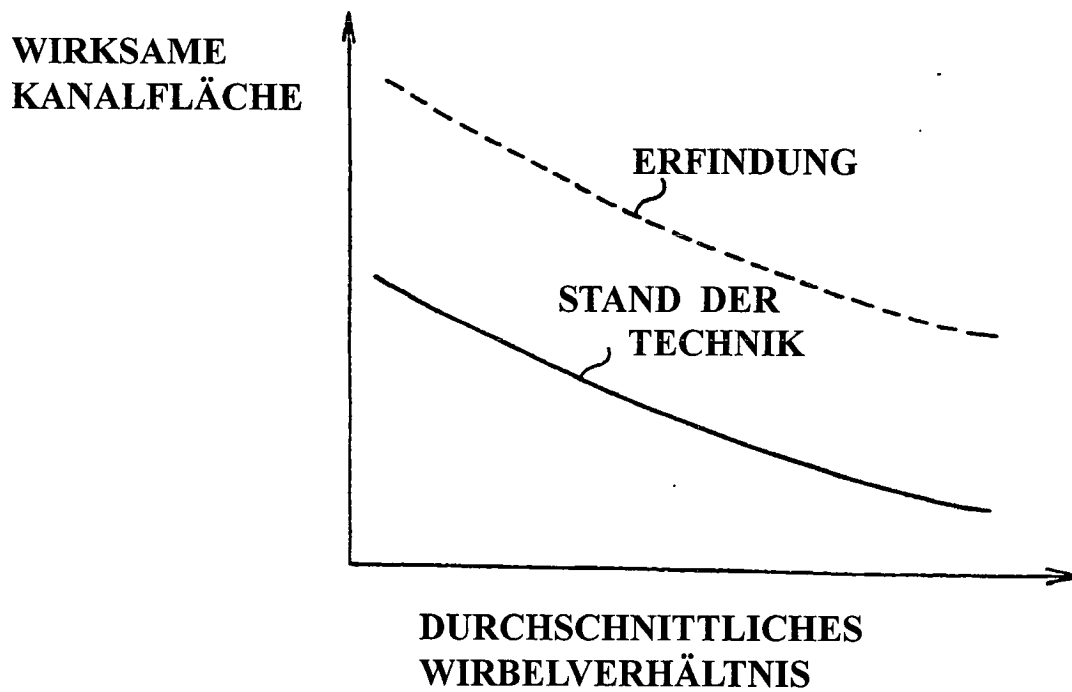 WIRKSAME
KANALFLÄCHE
ERFINDUNG
STAND DER
TECHNIK
DURCHSCHNITTLICHES
WIRBELVERHÄLTNIS